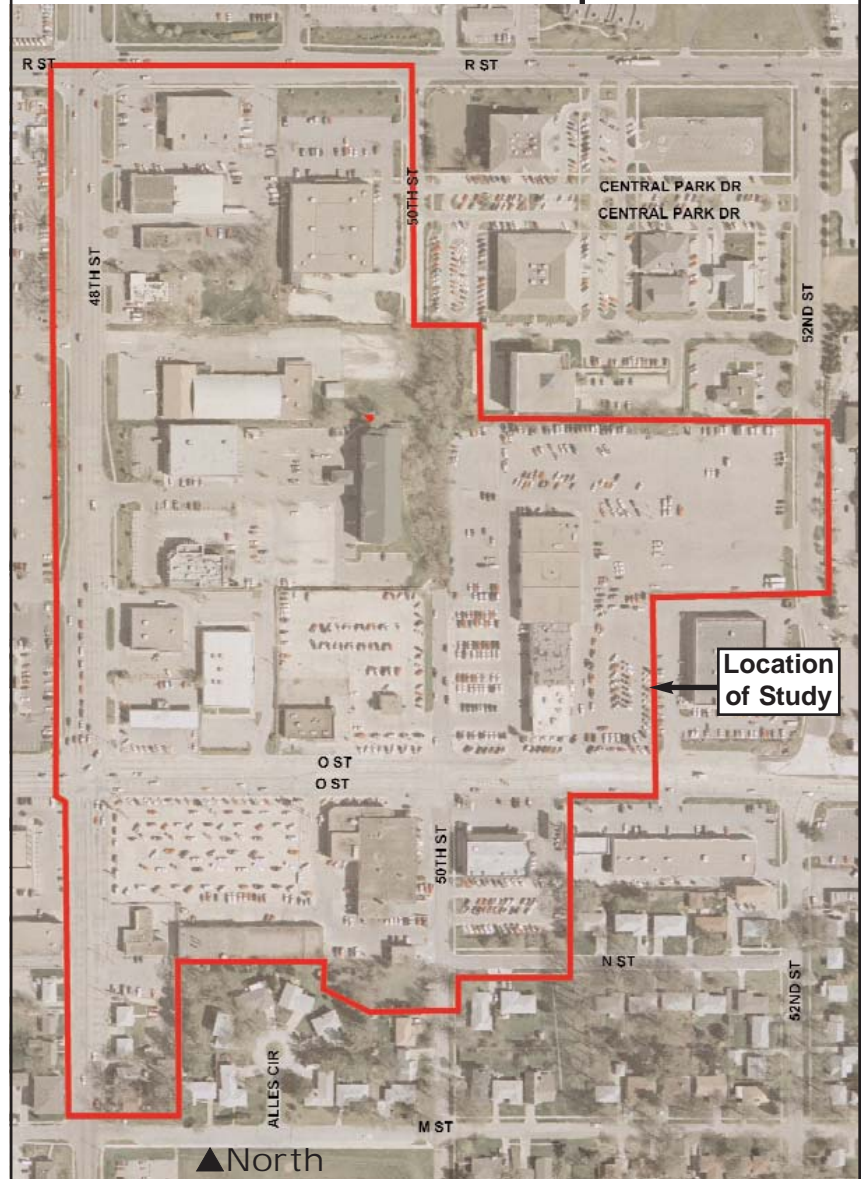 R ST
R ST
50TH ST
CENTRAL PARK DR
CENTRAL PARK DR
48TH ST
52ND ST
Location
of Study
O ST
O ST
50TH ST
N ST
52ND ST
ALLES CIR
M ST
▲North